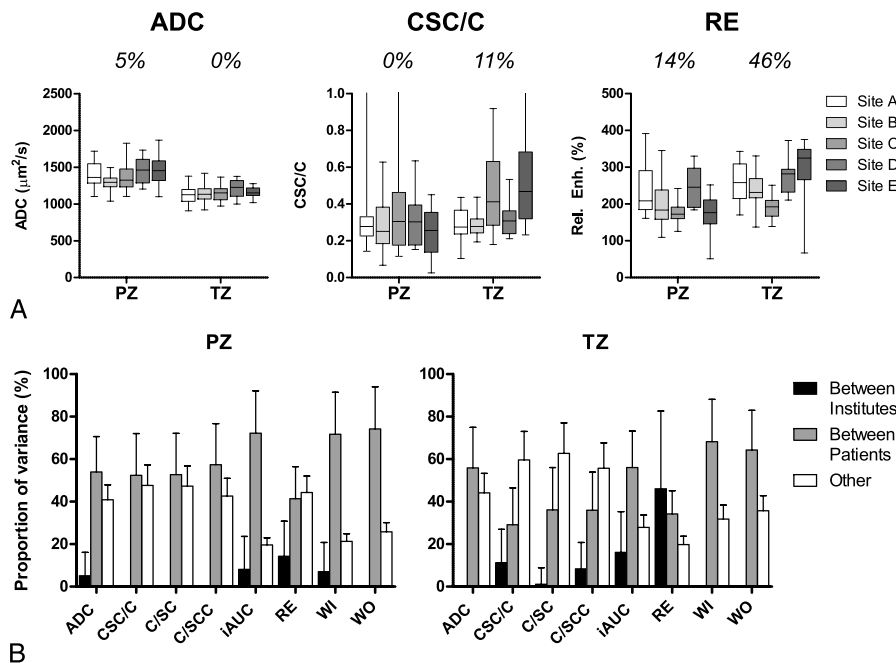 ADC CSC/C RE
5% 0% 0% 11% 14% 46%
2500 2000 1500 1000 500 0
ADC (μm²/s)
PZ TZ
1.0 0.8 0.6 0.4 0.2 0.0
CSC/C
PZ TZ
500 400 300 200 100 0
Rel. Enh. (%)
PZ TZ
Site A
Site B
Site C
Site D
Site E
A
PZ TZ
100 80 60 40 20 0
Proportion of variance (%)
ADC CSC/C C/SC C/SCC iAUC RE WI WO
100 80 60 40 20 0
ADC CSC/C C/SC C/SCC iAUC RE WI WO
Between
Institutes
Between
Patients
Other
B